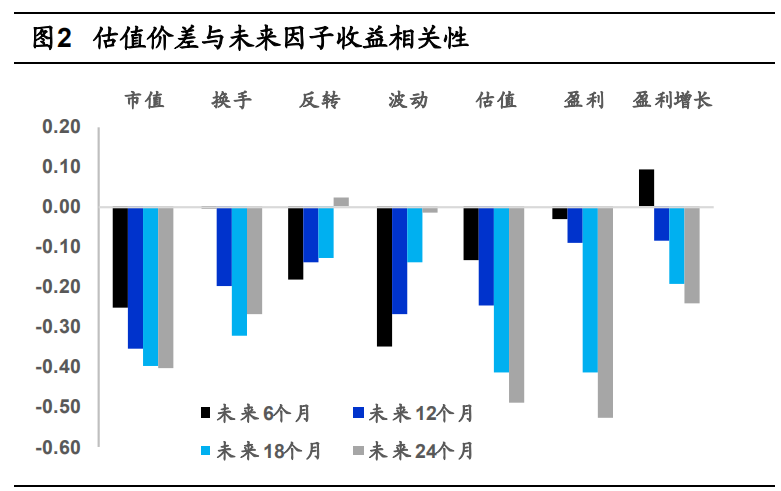 图2 估值价差与未来因子收益相关性
市值 换手 反转 波动 估值 盈利 盈利增长
0.20
0.10
0.00
-0.10
-0.20
-0.30
-0.40
-0.50
-0.60
未来6个月 未来12个月
未来18个月 未来24个月